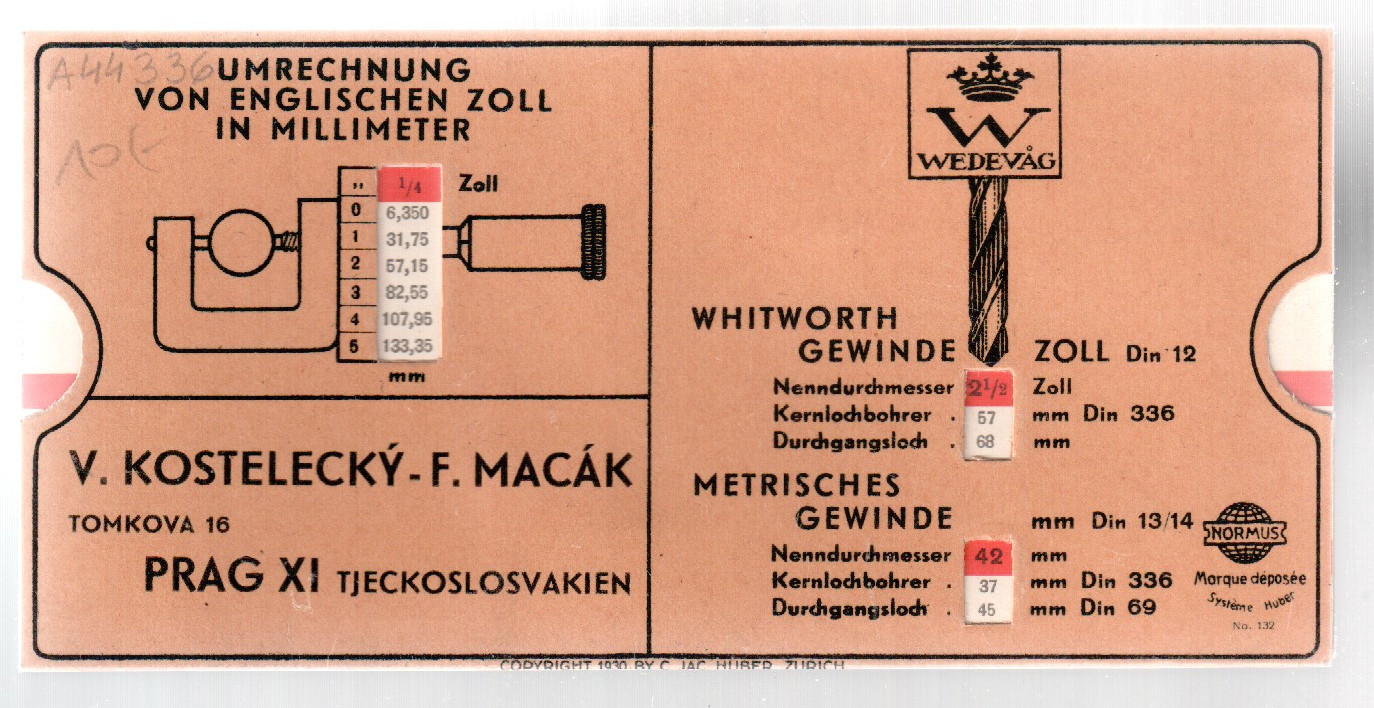 A44336
UMRECHNUNG
VON ENGLISCHEN ZOLL
IN MILLIMETER
10€
,, 1/4 Zoll
0 6,350
1 31,75
2 57,15
3 82,55
4 107,95
5 133,35
mm
V. KOSTELECKÝ - F. MACÁK
TOMKOVA 16
PRAG XI TJECKOSLOSVAKIEN
W
WEDEVÅG
WHITWORTH
GEWINDE ZOLL Din 12
Nenndurchmesser 2 1/2 Zoll
Kernlochbohrer . 57 mm Din 336
Durchgangsloch . 68 mm
METRISCHES
GEWINDE mm Din 13/14
Nenndurchmesser 42 mm
Kernlochbohrer . 37 mm Din 336
Durchgangsloch . 45 mm Din 69
NORMUS
Marque déposée
Système Huber
No. 132
COPYRIGHT 1930 BY C. JAC. HUBER, ZURICH